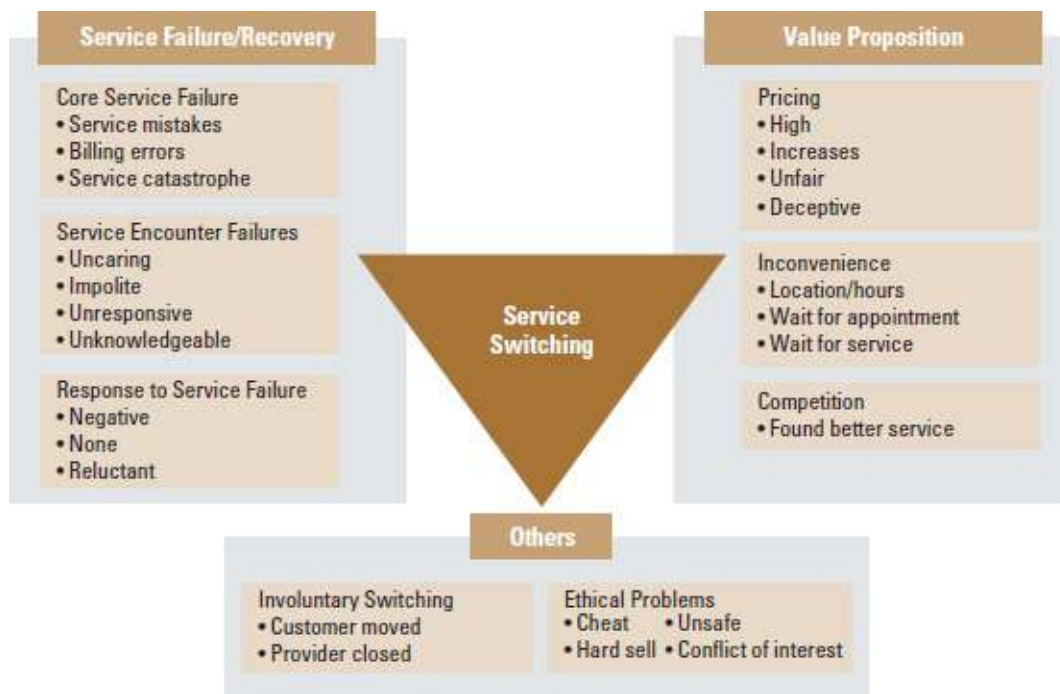 Service Failure/Recovery
Core Service Failure
• Service mistakes
• Billing errors
• Service catastrophe
Service Encounter Failures
• Uncaring
• Impolite
• Unresponsive
• Unknowledgeable
Response to Service Failure
• Negative
• None
• Reluctant
Value Proposition
Pricing
• High
• Increases
• Unfair
• Deceptive
Inconvenience
• Location/hours
• Wait for appointment
• Wait for service
Competition
• Found better service
Service
Switching
Others
Involuntary Switching
• Customer moved
• Provider closed
Ethical Problems
• Cheat • Unsafe
• Hard sell • Conflict of interest